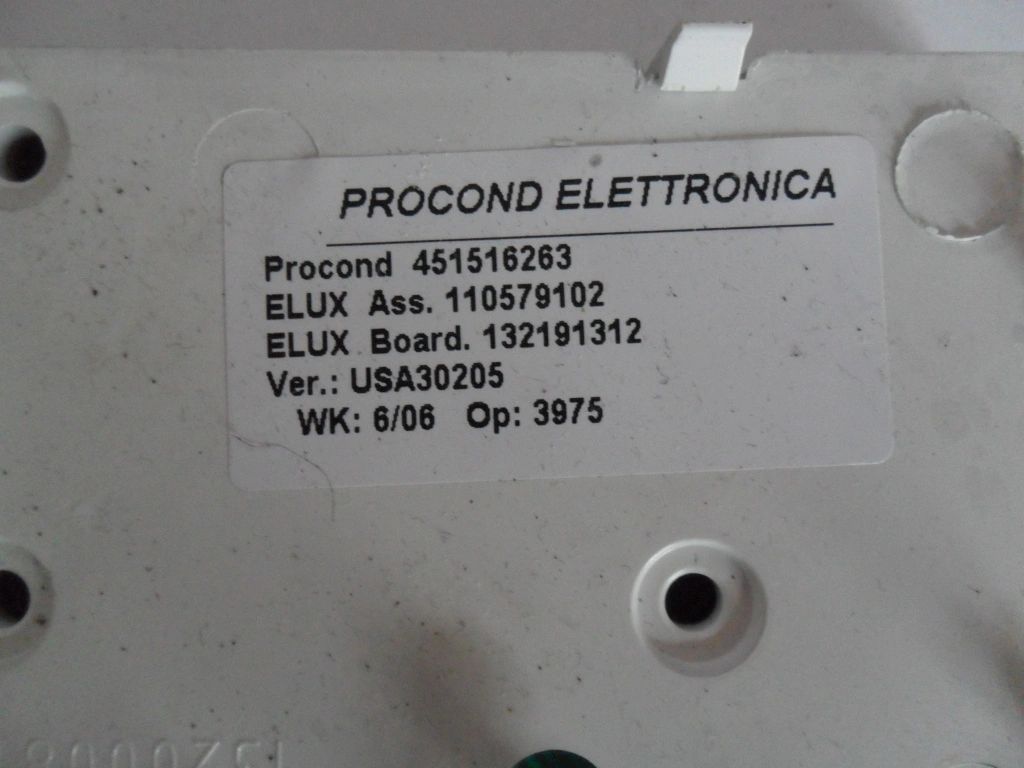 PROCOND ELETTRONICA
Procond 451516263
ELUX Ass. 110579102
ELUX Board. 132191312
Ver.: USA30205
WK: 6/06 Op: 3975